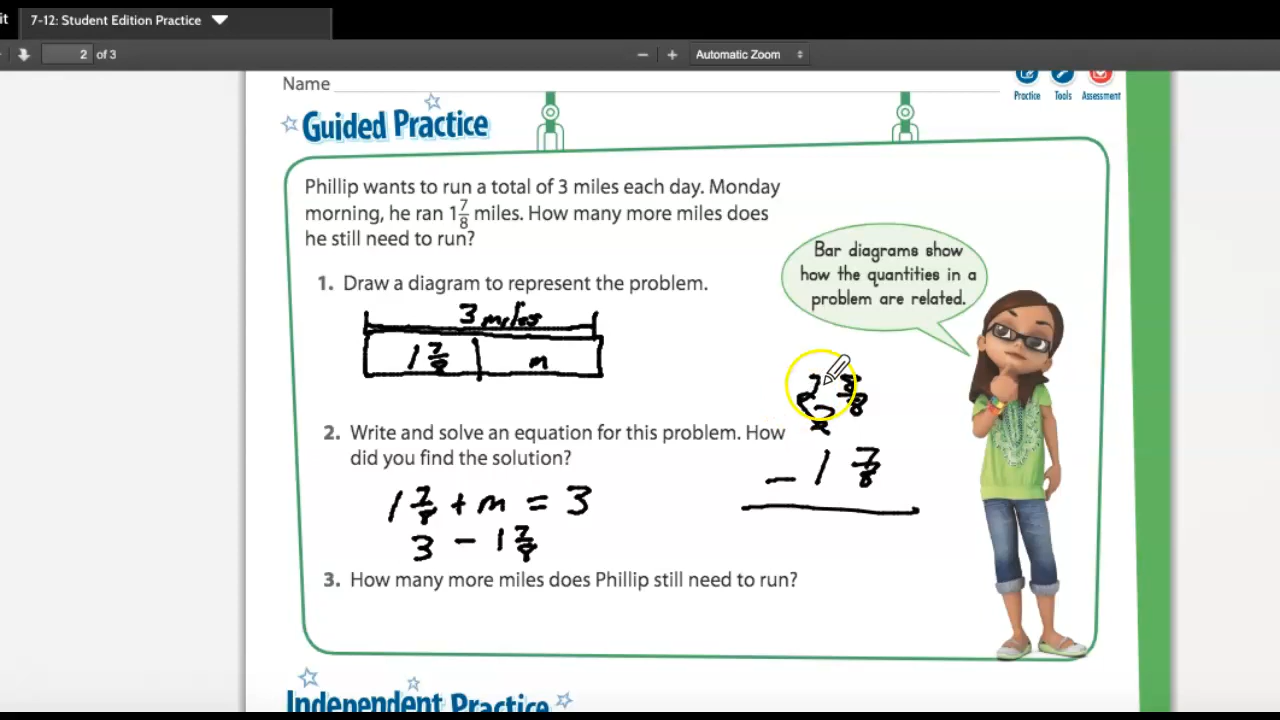 it
7-12: Student Edition Practice
2 of 3
− + Automatic Zoom
Name
Practice Tools Assessment
Guided Practice
Phillip wants to run a total of 3 miles each day. Monday
morning, he ran 1 7/8 miles. How many more miles does
he still need to run?
Bar diagrams show
how the quantities in a
problem are related.
1. Draw a diagram to represent the problem.
3 miles
1 7/8 m
2. Write and solve an equation for this problem. How
did you find the solution?
1 7/8 + m = 3
3 − 1 7/8
− 1 7/8
3. How many more miles does Phillip still need to run?
Independent Practice